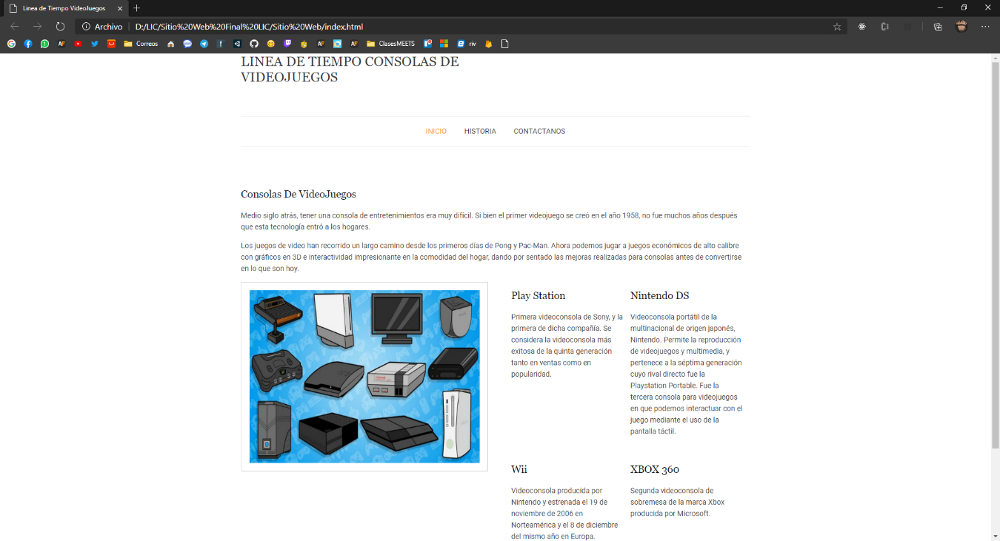 Linea de Tiempo VideoJuegos
Archivo
D:/LIC/Sitio%20Web%20Final%20LIC/Sitio%20Web/index.html
Correos
ClasesMEETS
riv
LINEA DE TIEMPO CONSOLAS DE
VIDEOJUEGOS
INICIO HISTORIA CONTACTANOS
Consolas De VideoJuegos
Medio siglo atrás, tener una consola de entretenimientos era muy difícil. Si bien el primer videojuego se creó en el año 1958, no fue muchos años después
que esta tecnología entró a los hogares.
Los juegos de video han recorrido un largo camino desde los primeros días de Pong y Pac-Man. Ahora podemos jugar a juegos económicos de alto calibre
con gráficos en 3D e interactividad impresionante en la comodidad del hogar, dando por sentado las mejoras realizadas para consolas antes de convertirse
en lo que son hoy.
Play Station
Primera videoconsola de Sony, y la
primera de dicha compañía. Se
considera la videoconsola más
exitosa de la quinta generación
tanto en ventas como en
popularidad.
Nintendo DS
Videoconsola portátil de la
multinacional de origen japonés,
Nintendo. Permite la reproducción
de videojuegos y multimedia, y
pertenece a la séptima generación
cuyo rival directo fue la
Playstation Portable. Fue la
tercera consola para videojuegos
en que podemos interactuar con el
juego mediante el uso de la
pantalla táctil.
Wii
Videoconsola producida por
Nintendo y estrenada el 19 de
noviembre de 2006 en
Norteamérica y el 8 de diciembre
del mismo año en Europa.
XBOX 360
Segunda videoconsola de
sobremesa de la marca Xbox
producida por Microsoft.